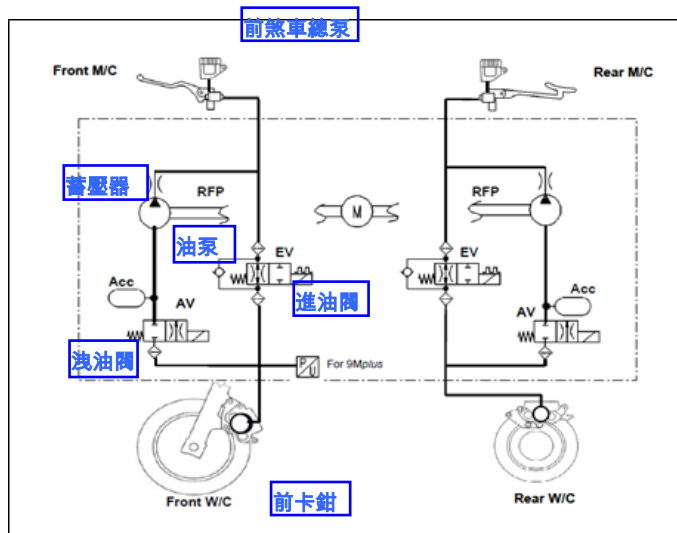 前煞車總泵
Front M/C
Rear M/C
蓄壓器
RFP
M
RFP
油泵
EV
EV
Acc
進油閥
Acc
AV
AV
洩油閥
P
U
For 9Mplus
Front W/C
前卡鉗
Rear W/C